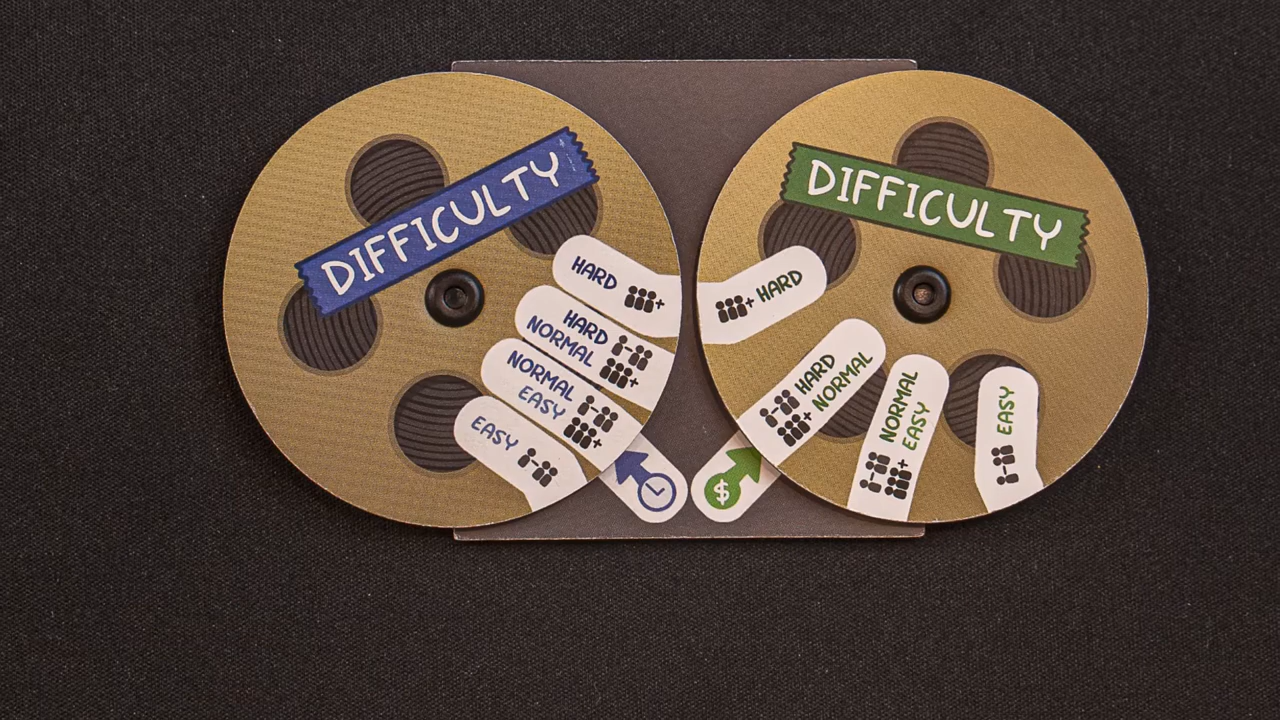 DIFFICULTY
HARD
+
HARD
NORMAL
+
NORMAL
EASY
+
EASY
DIFFICULTY
+ HARD
HARD
+ NORMAL
NORMAL
+ EASY
EASY
$